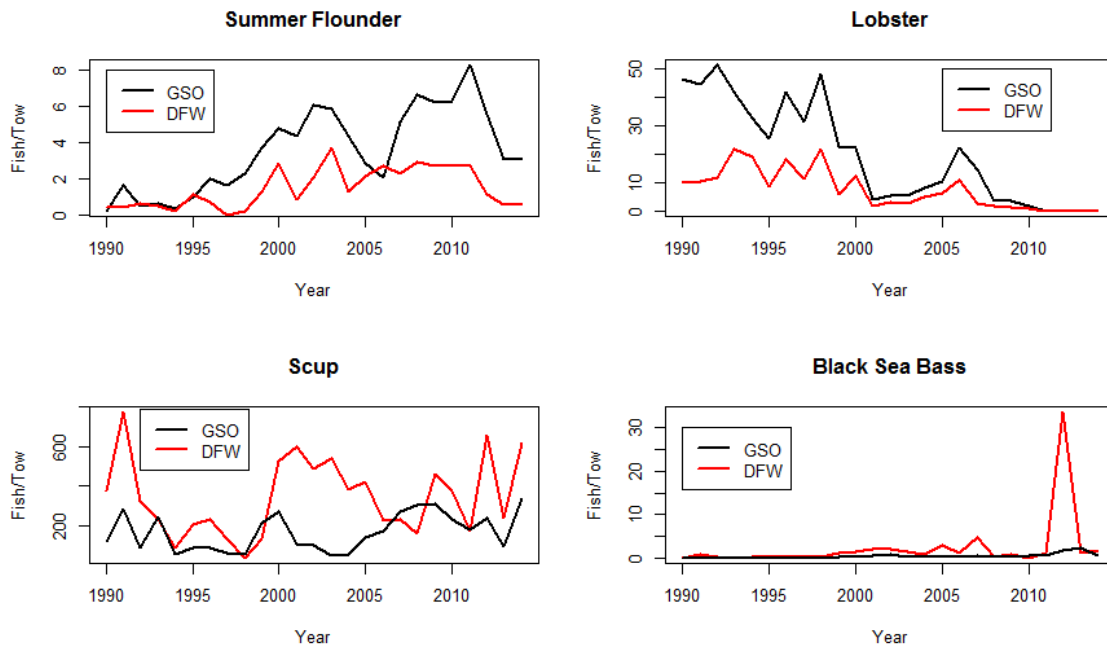 Summer Flounder
Fish/Tow
8
6
4
2
0
GSO
DFW
1990 1995 2000 2005 2010
Year
Lobster
Fish/Tow
50
30
10
0
GSO
DFW
1990 1995 2000 2005 2010
Year
Scup
Fish/Tow
600
200
GSO
DFW
1990 1995 2000 2005 2010
Year
Black Sea Bass
Fish/Tow
30
20
10
5
0
GSO
DFW
1990 1995 2000 2005 2010
Year